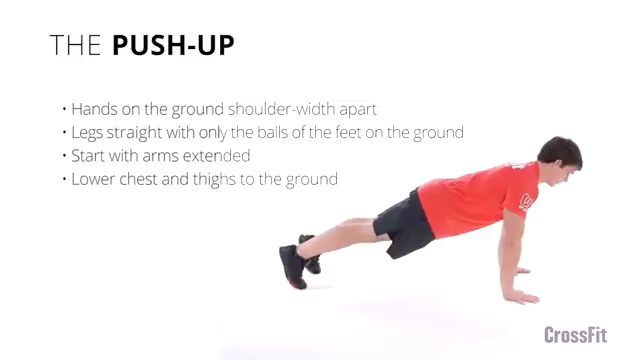 THE PUSH-UP
• Hands on the ground shoulder-width apart
• Legs straight with only the balls of the feet on the ground
• Start with arms extended
• Lower chest and thighs to the ground
CrossFit